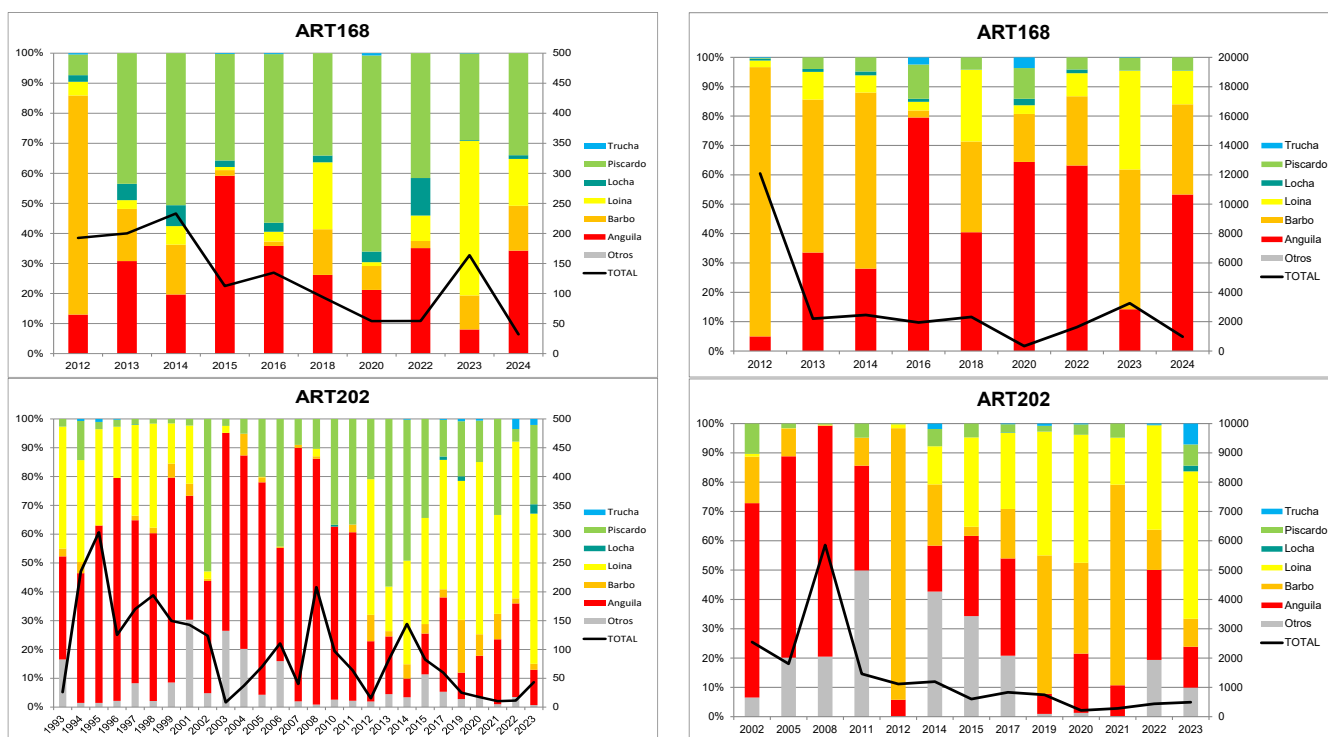 ART168
100%
90%
80%
70%
60%
50%
40%
30%
20%
10%
0%
500
450
400
350
300
250
200
150
100
50
0
2012 2013 2014 2015 2016 2018 2020 2022 2023 2024
Trucha
Piscardo
Locha
Loina
Barbo
Anguila
Otros
TOTAL
ART168
100%
90%
80%
70%
60%
50%
40%
30%
20%
10%
0%
20000
18000
16000
14000
12000
10000
8000
6000
4000
2000
0
2012 2013 2014 2016 2018 2020 2022 2023 2024
Trucha
Piscardo
Locha
Loina
Barbo
Anguila
Otros
TOTAL
ART202
100%
90%
80%
70%
60%
50%
40%
30%
20%
10%
0%
500
450
400
350
300
250
200
150
100
50
0
1993 1994 1995 1996 1997 1998 1999 2001 2002 2003 2004 2005 2006 2007 2008 2010 2011 2012 2013 2014 2015 2017 2019 2020 2021 2022 2023
Trucha
Piscardo
Locha
Loina
Barbo
Anguila
Otros
TOTAL
ART202
100%
90%
80%
70%
60%
50%
40%
30%
20%
10%
0%
10000
9000
8000
7000
6000
5000
4000
3000
2000
1000
0
2002 2005 2008 2011 2012 2014 2015 2017 2019 2020 2021 2022 2023
Trucha
Piscardo
Locha
Loina
Barbo
Anguila
Otros
TOTAL